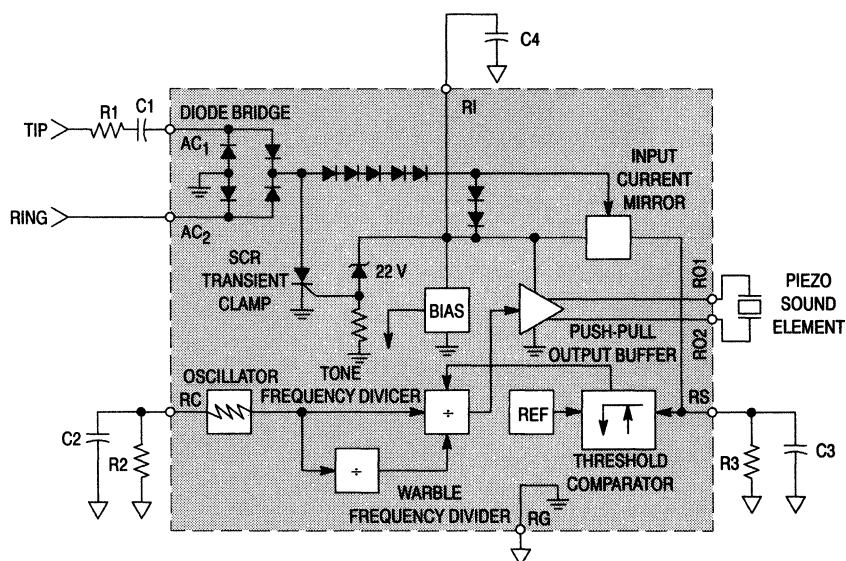 C4
RI
R1
C1
DIODE BRIDGE
TIP
AC1
INPUT
CURRENT
MIRROR
RING
AC2
SCR
TRANSIENT
CLAMP
22 V
BIAS
RO1
RO2
PIEZO
SOUND
ELEMENT
PUSH-PULL
OUTPUT BUFFER
TONE
FREQUENCY DIVICER
OSCILLATOR
RC
÷
REF
RS
C2
R2
÷
THRESHOLD
COMPARATOR
R3
C3
WARBLE
FREQUENCY DIVIDER
RG